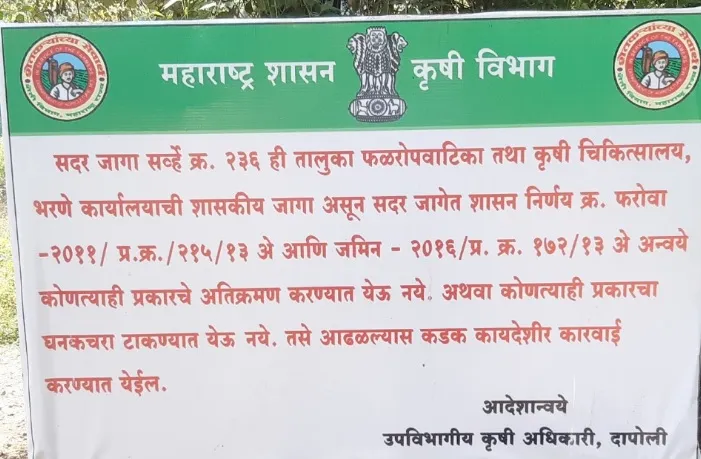 महाराष्ट्र शासन कृषी विभाग
सदर जागा सर्व्हे क्र. २३६ ही तालुका फळरोपवाटिका तथा कृषी चिकित्सालय,
भरणे कार्यालयाची शासकीय जागा असून सदर जागेत शासन निर्णय क्र. फरोवा
-२०११/ प्र.क्र./२१५/१३ अे आणि जमिन - २०१६/प्र. क्र. १७२/१३ अे अन्वये
कोणत्याही प्रकारचे अतिक्रमण करण्यात येऊ नये. अथवा कोणत्याही प्रकारचा
घनकचरा टाकण्यात येऊ नये. तसे आढळल्यास कडक कायदेशीर कारवाई
करण्यात येईल.
आदेशान्वये
उपविभागीय कृषी अधिकारी, दापोली